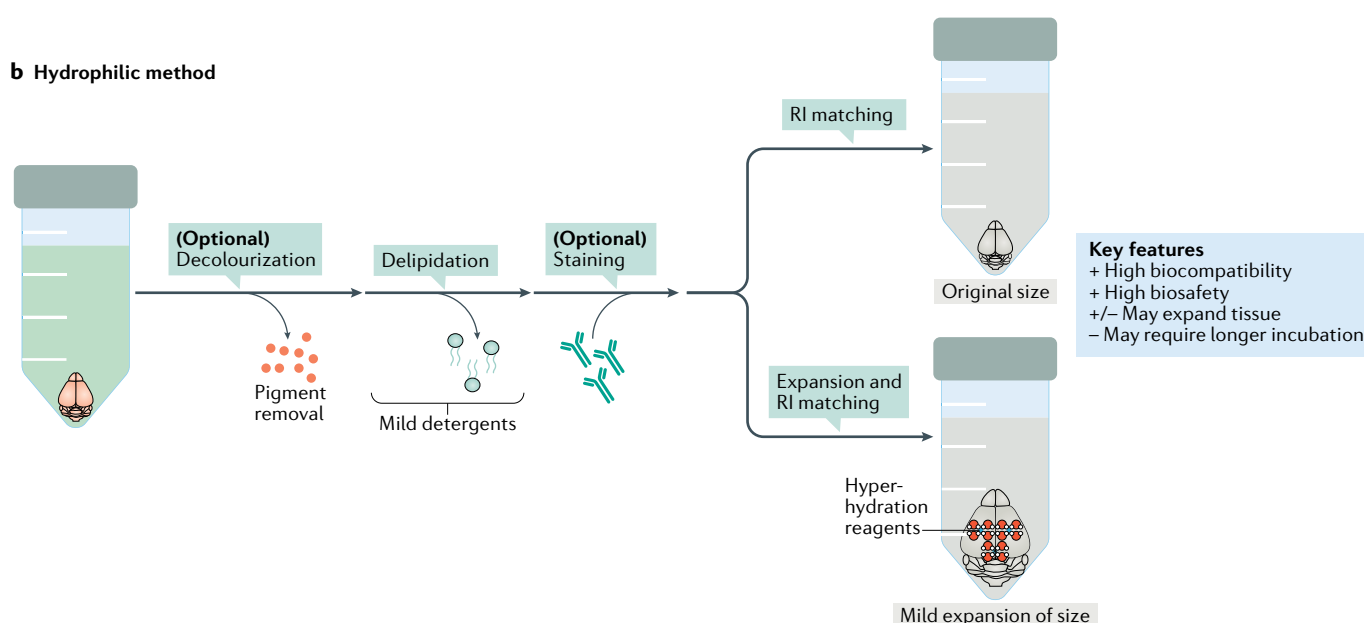 b Hydrophilic method
(Optional)
Decolourization
Pigment
removal
Delipidation
Mild detergents
(Optional)
Staining
RI matching
Original size
Expansion and
RI matching
Hyper-
hydration
reagents
Mild expansion of size
Key features
+ High biocompatibility
+ High biosafety
+/– May expand tissue
– May require longer incubation